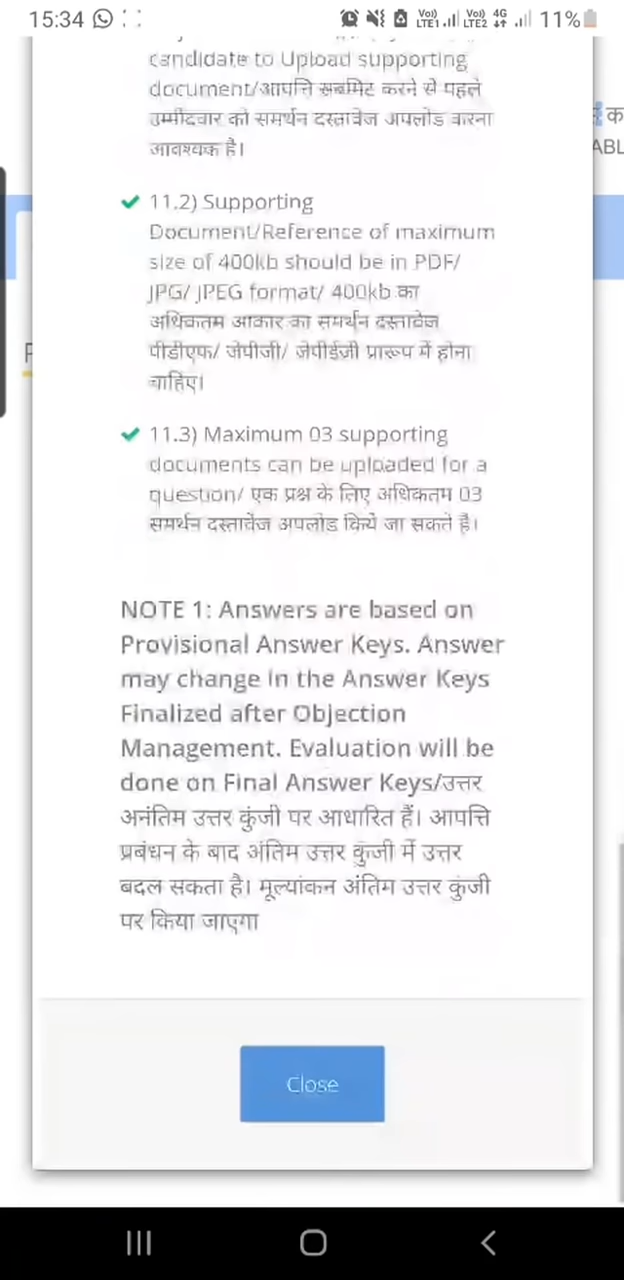 15:34
Vo)) LTE1 Vo)) LTE2 4G 11%
candidate to Upload supporting
document/आपत्ति सबमिट करने से पहले
उम्मीदवार को समर्थन दस्तावेज अपलोड करना
आवश्यक है।
क
ABL
11.2) Supporting
Document/Reference of maximum
size of 400kb should be in PDF/
JPG/ JPEG format/ 400kb का
अधिकतम आकार का समर्थन दस्तावेज
पीडीएफ/ जेपीजी/ जेपीईजी प्रारूप में होना
चाहिए।
11.3) Maximum 03 supporting
documents can be uploaded for a
question/ एक प्रश्न के लिए अधिकतम 03
समर्थन दस्तावेज अपलोड किये जा सकते है।
NOTE 1: Answers are based on
Provisional Answer Keys. Answer
may change in the Answer Keys
Finalized after Objection
Management. Evaluation will be
done on Final Answer Keys/उत्तर
अनंतिम उत्तर कुंजी पर आधारित हैं। आपत्ति
प्रबंधन के बाद अंतिम उत्तर कुंजी में उत्तर
बदल सकता है। मूल्यांकन अंतिम उत्तर कुंजी
पर किया जाएगा
Close